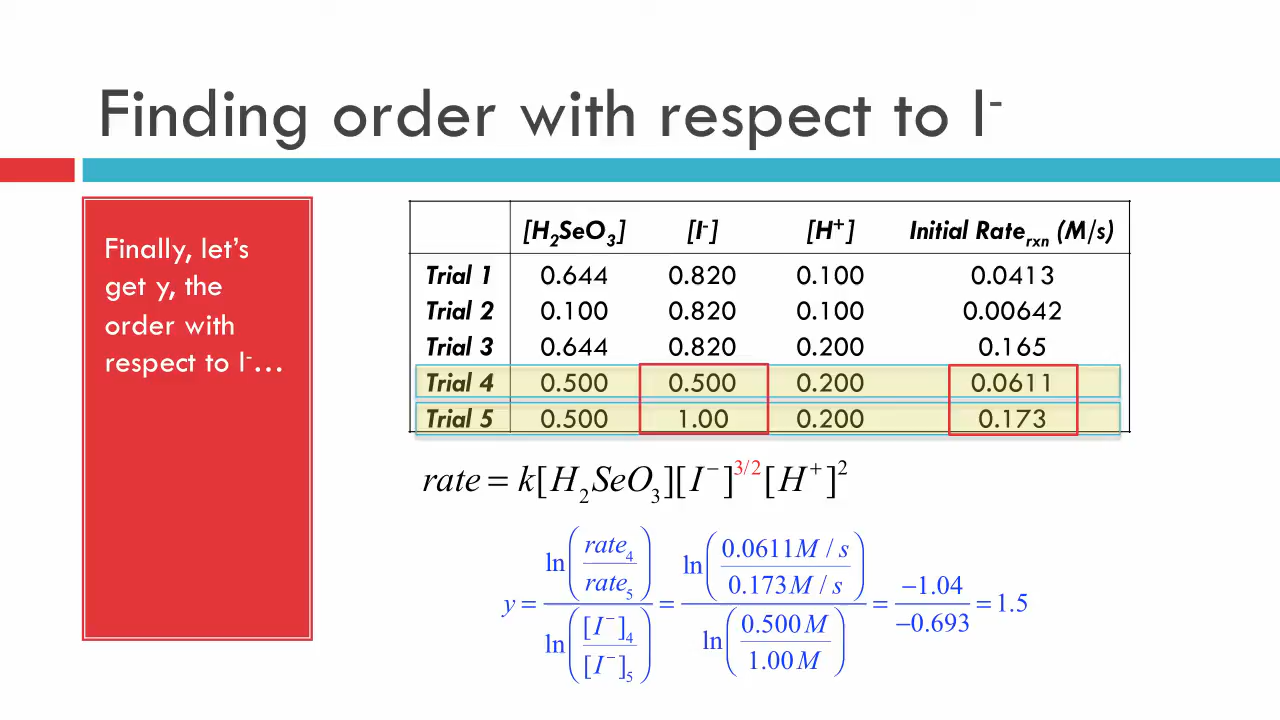 Finding order with respect to I⁻
Finally, let’s
get y, the
order with
respect to I⁻…
[H₂SeO₃] [I⁻] [H⁺] Initial Rateᵣₓₙ (M/s)
Trial 1 0.644 0.820 0.100 0.0413
Trial 2 0.100 0.820 0.100 0.00642
Trial 3 0.644 0.820 0.200 0.165
Trial 4 0.500 0.500 0.200 0.0611
Trial 5 0.500 1.00 0.200 0.173
rate = k[H₂SeO₃][I⁻]^3/2[H⁺]²
y = ln(rate₄/rate₅) / ln([I⁻]₄/[I⁻]₅) = ln(0.0611M / s / 0.173M / s) / ln(0.500M / 1.00M) = −1.04 / −0.693 = 1.5